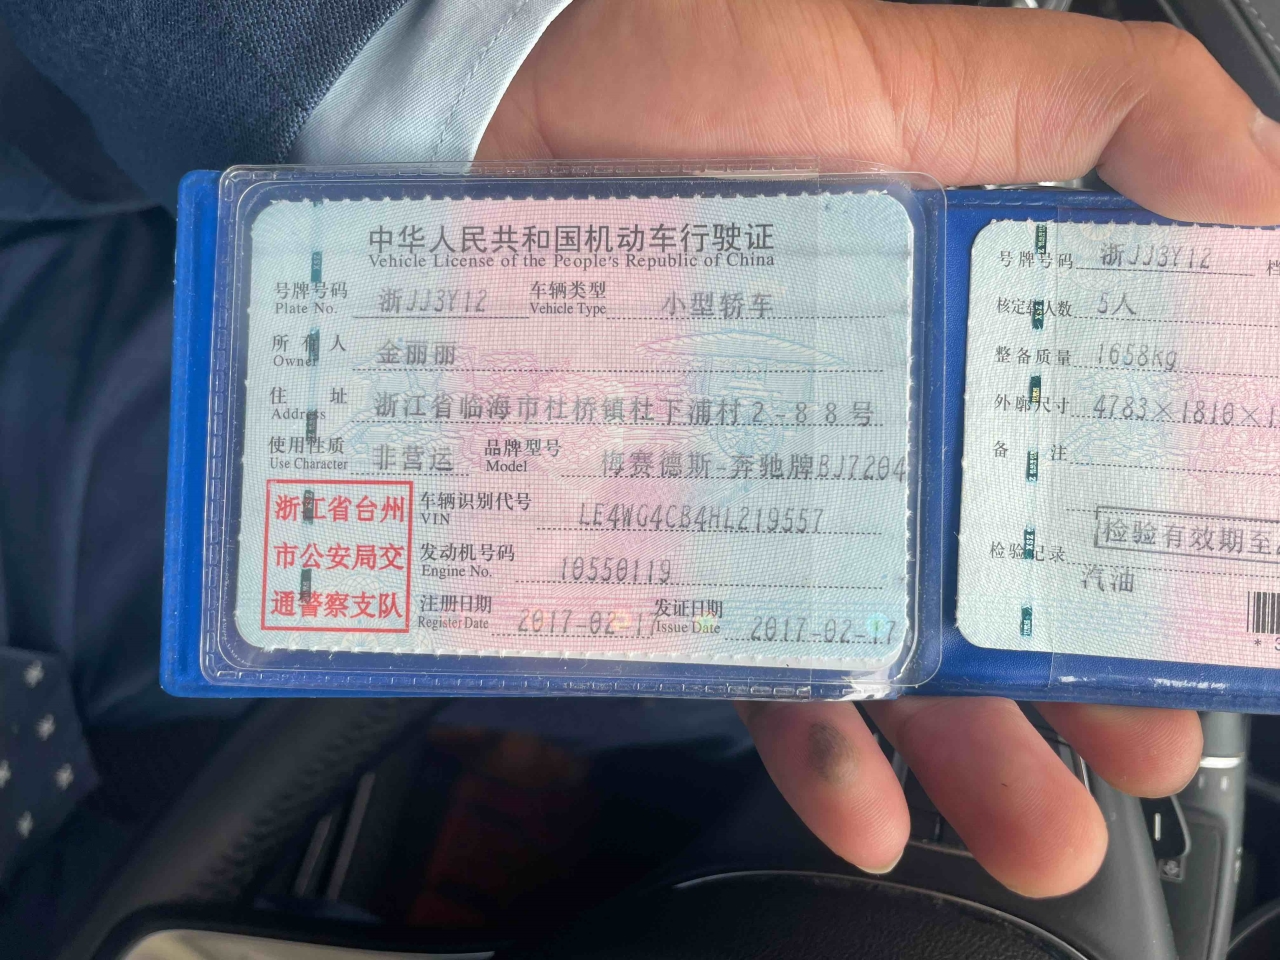 中华人民共和国机动车行驶证
Vehicle License of the People's Republic of China
号牌号码 浙JJ3Y12 车辆类型 小型轿车
Plate No. Vehicle Type
所有人 金丽丽
Owner
住址 浙江省临海市杜桥镇杜下浦村2-88号
Address
使用性质 非营运 品牌型号 梅赛德斯-奔驰牌BJ7204
Use Character Model
浙江省台州
市公安局交
通警察支队
车辆识别代号 LE4WG4CB4HL219557
VIN
发动机号码 10550119
Engine No.
注册日期 2017-02-17 发证日期 2017-02-17
Register Date Issue Date
号牌号码 浙JJ3Y12
核定载人数 5人
整备质量 1658kg
外廓尺寸 4783×1810×1
备注
检验有效期至
检验记录
汽油